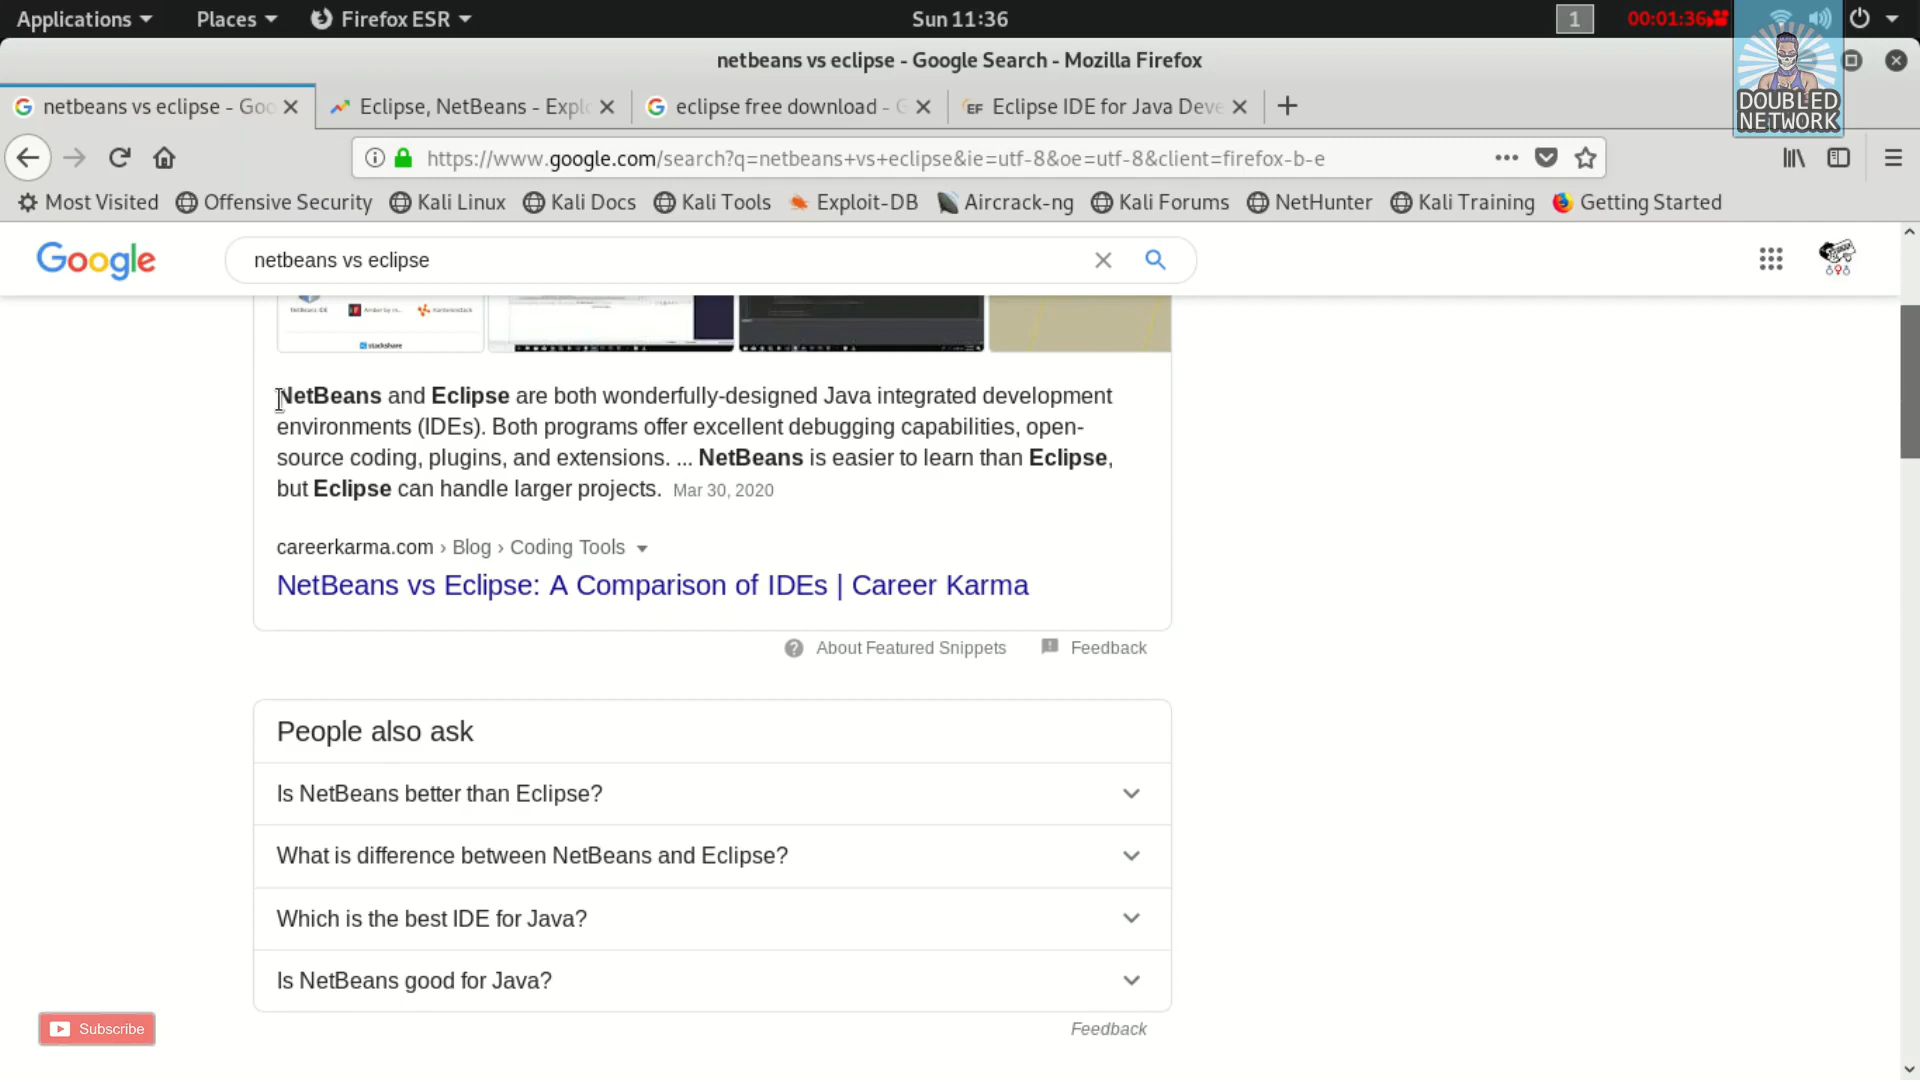 Applications Places Firefox ESR Sun 11:36 1 00:01:36
netbeans vs eclipse - Google Search - Mozilla Firefox
netbeans vs eclipse - Goo Eclipse, NetBeans - Expl eclipse free download - G EF Eclipse IDE for Java Deve
DOUBLED
NETWORK
https://www.google.com/search?q=netbeans+vs+eclipse&ie=utf-8&oe=utf-8&client=firefox-b-e
Most Visited Offensive Security Kali Linux Kali Docs Kali Tools Exploit-DB Aircrack-ng Kali Forums NetHunter Kali Training Getting Started
Google netbeans vs eclipse
NetBeans IDE
stackshare
NetBeans and Eclipse are both wonderfully-designed Java integrated development
environments (IDEs). Both programs offer excellent debugging capabilities, open-
source coding, plugins, and extensions. ... NetBeans is easier to learn than Eclipse,
but Eclipse can handle larger projects. Mar 30, 2020
careerkarma.com › Blog › Coding Tools
NetBeans vs Eclipse: A Comparison of IDEs | Career Karma
About Featured Snippets Feedback
People also ask
Is NetBeans better than Eclipse?
What is difference between NetBeans and Eclipse?
Which is the best IDE for Java?
Is NetBeans good for Java?
Subscribe
Feedback